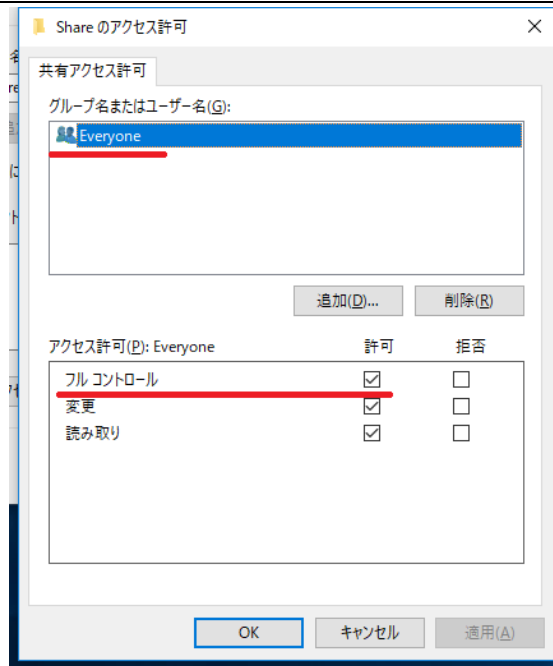 Share のアクセス許可
共有アクセス許可
グループ名またはユーザー名(G):
Everyone
追加(D)...
削除(R)
アクセス許可(P): Everyone 許可 拒否
フル コントロール
変更
読み取り
OK
キャンセル
適用(A)